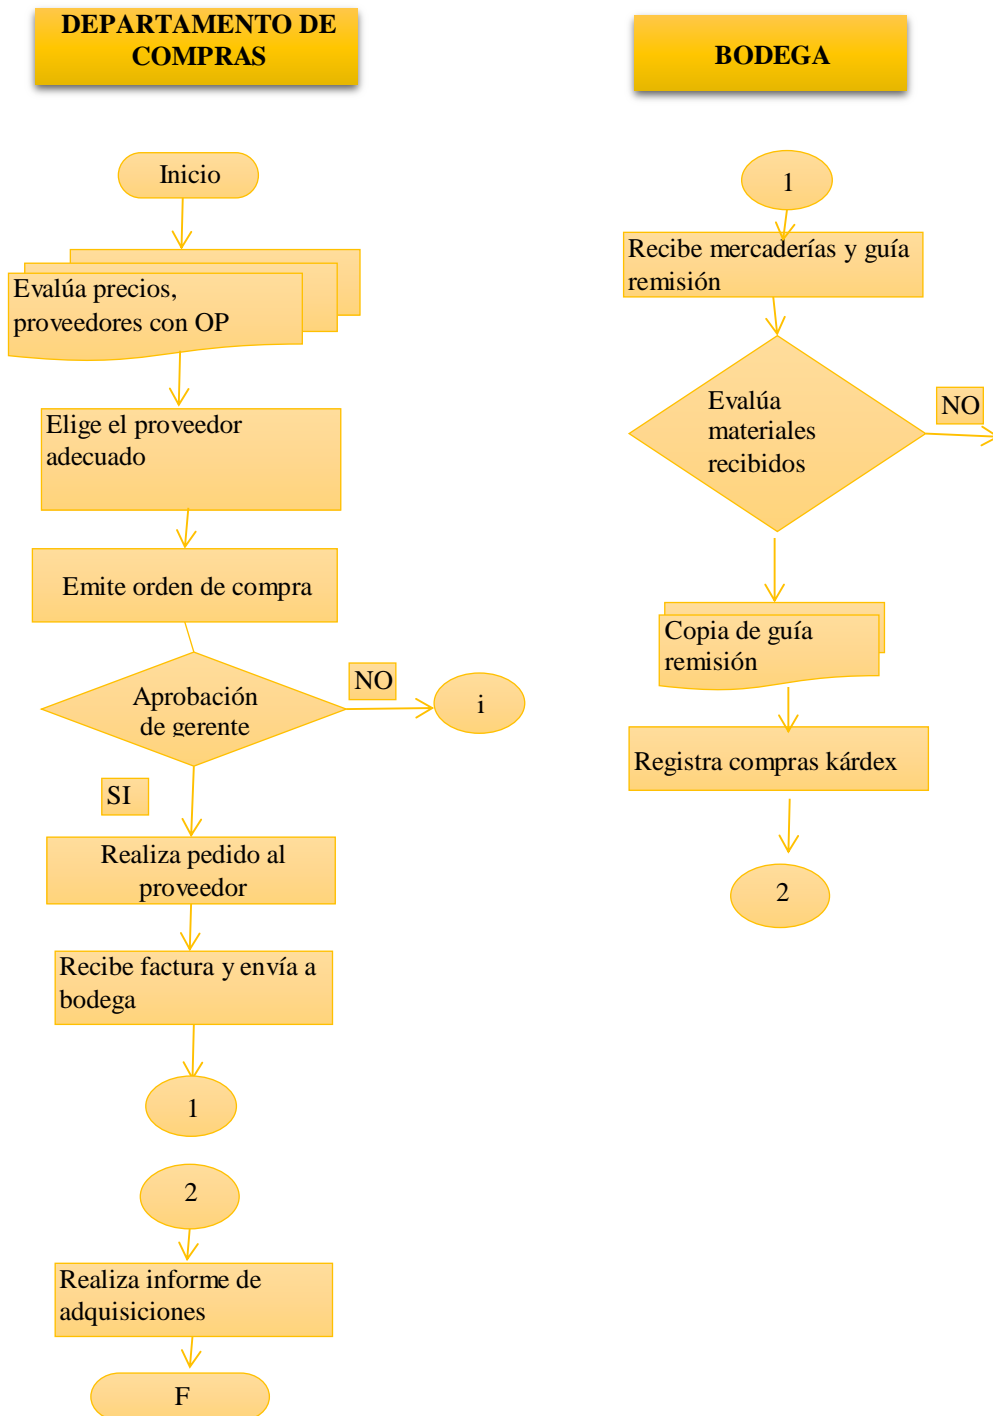 DEPARTAMENTO DE
COMPRAS
Inicio
Evalúa precios,
proveedores con OP
Elige el proveedor
adecuado
Emite orden de compra
Aprobación
de gerente
NO
i
SI
Realiza pedido al
proveedor
Recibe factura y envía a
bodega
1
2
Realiza informe de
adquisiciones
F
BODEGA
1
Recibe mercaderías y guía
remisión
Evalúa
materiales
recibidos
NO
Copia de guía
remisión
Registra compras kárdex
2